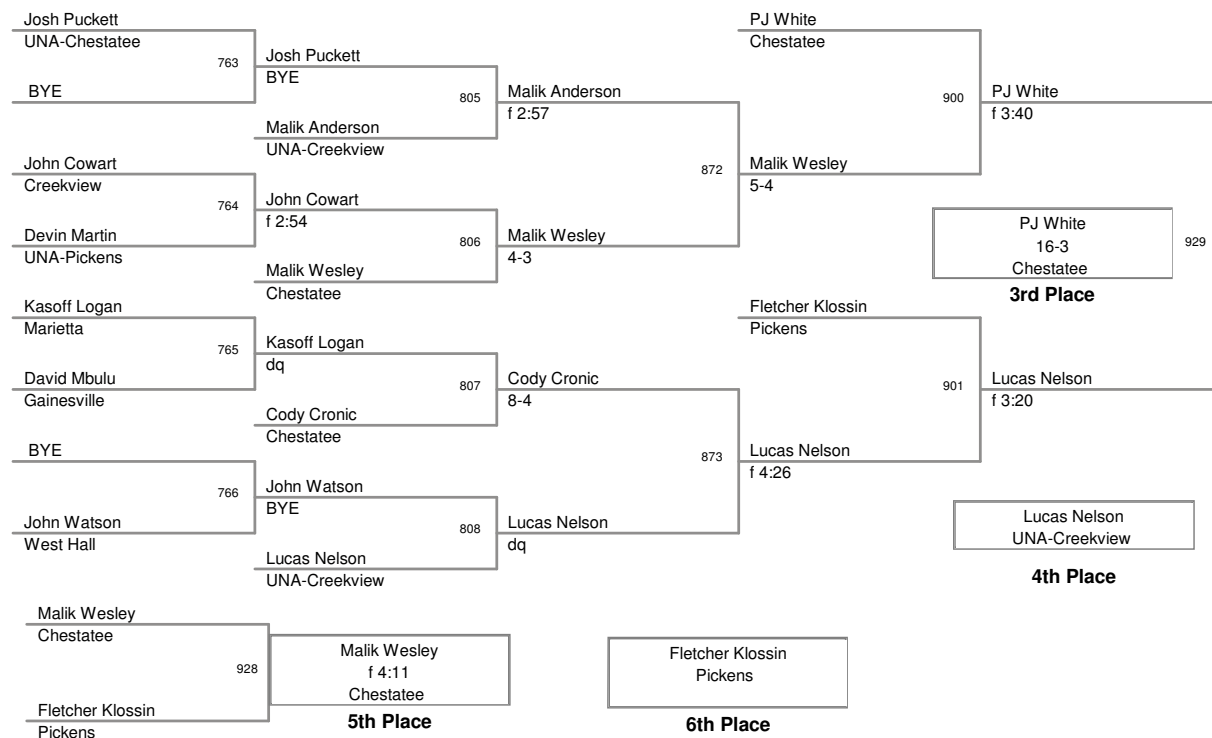 Josh Puckett
UNA-Chestatee
763
BYE
Josh Puckett
BYE
805
Malik Anderson
UNA-Creekview
Malik Anderson
f 2:57
John Cowart
Creekview
764
Devin Martin
UNA-Pickens
John Cowart
f 2:54
806
Malik Wesley
Chestatee
Malik Wesley
4-3
872
Malik Wesley
5-4
PJ White
Chestatee
900
PJ White
f 3:40
PJ White
16-3
Chestatee
929
3rd Place
Kasoff Logan
Marietta
765
David Mbulu
Gainesville
Kasoff Logan
dq
807
Cody Cronic
Chestatee
Cody Cronic
8-4
BYE
766
John Watson
West Hall
John Watson
BYE
808
Lucas Nelson
UNA-Creekview
Lucas Nelson
dq
873
Lucas Nelson
f 4:26
Fletcher Klossin
Pickens
901
Lucas Nelson
f 3:20
Lucas Nelson
UNA-Creekview
4th Place
Malik Wesley
Chestatee
928
Fletcher Klossin
Pickens
Malik Wesley
f 4:11
Chestatee
5th Place
Fletcher Klossin
Pickens
6th Place